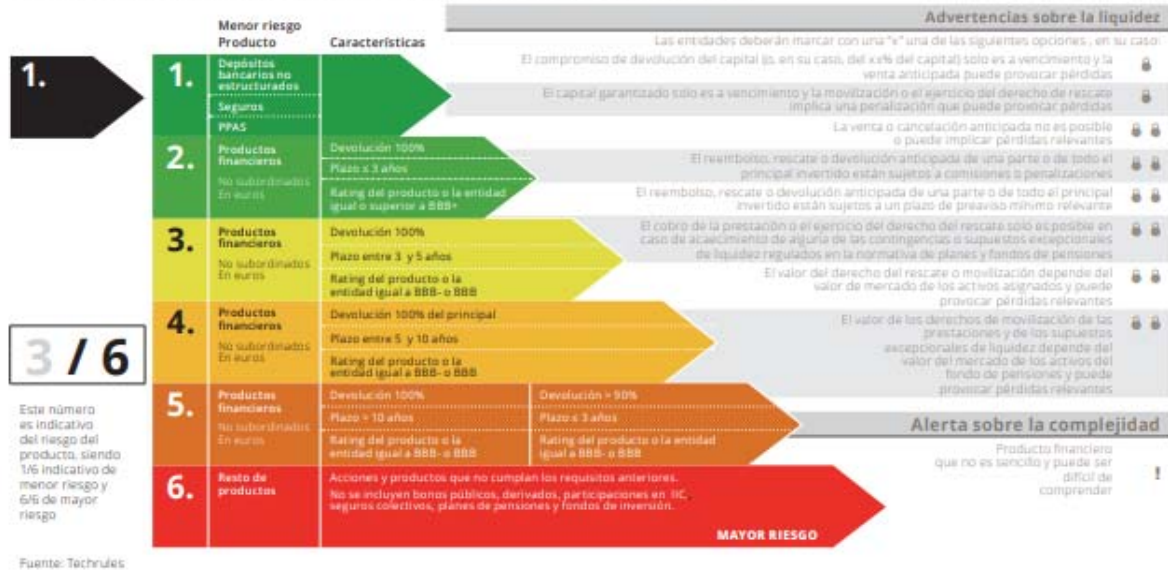 Menor riesgo
Producto
Características
1.
1.
Depósitos
bancarios no
estructurados
Seguros
PPAS
2.
Productos
financieros
No subordinados
En euros
Devolución 100%
Plazo ≤ 3 años
Rating del producto o la entidad
igual o superior a BBB+
3.
Productos
financieros
No subordinados
En euros
Devolución 100%
Plazo entre 3 y 5 años
Rating del producto o la
entidad igual a BBB- o BBB
4.
Productos
financieros
No subordinados
En euros
Devolución 100% del principal
Plazo entre 5 y 10 años
Rating del producto o la
entidad igual a BBB- o BBB
5.
Productos
financieros
No subordinados
En euros
Devolución 100%
Plazo > 10 años
Rating del producto o la
entidad igual a BBB- o BBB
Devolución > 90%
Plazo ≤ 3 años
Rating del producto o la entidad
igual a BBB- o BBB
6.
Resto de
productos
Acciones y productos que no cumplan los requisitos anteriores.
No se incluyen bonos públicos, derivados, participaciones en IIC,
seguros colectivos, planes de pensiones y fondos de inversión.
MAYOR RIESGO
3 / 6
Este número
es indicativo
del riesgo del
producto, siendo
1/6 indicativo de
menor riesgo y
6/6 de mayor
riesgo
Fuente: Techrules
Advertencias sobre la liquidez
Las entidades deberán marcar con una "x" una de las siguientes opciones , en su caso:
El compromiso de devolución del capital (o, en su caso, del xx% del capital) solo es a vencimiento y la
venta anticipada puede provocar pérdidas
El capital garantizado solo es a vencimiento y la movilización o el ejercicio del derecho de rescate
implica una penalización que puede provocar pérdidas
La venta o cancelación anticipada no es posible
o puede implicar pérdidas relevantes
El reembolso, rescate o devolución anticipada de una parte o de todo el
principal invertido están sujetos a comisiones o penalizaciones
El reembolso, rescate o devolución anticipada de una parte o de todo el principal
invertido están sujetos a un plazo de preaviso mínimo relevante
El cobro de la prestación o el ejercicio del derecho del rescate solo es posible en
caso de acaecimiento de alguna de las contingencias o supuestos excepcionales
de liquidez regulados en la normativa de planes y fondos de pensiones
El valor del derecho del rescate o movilización depende del
valor de mercado de los activos asignados y puede
provocar pérdidas relevantes
El valor de los derechos de movilización de las
prestaciones y de los supuestos
excepcionales de liquidez depende del
valor del mercado de los activos del
fondo de pensiones y puede
provocar pérdidas relevantes
Alerta sobre la complejidad
Producto financiero
que no es sencillo y puede ser
difícil de
comprender
!